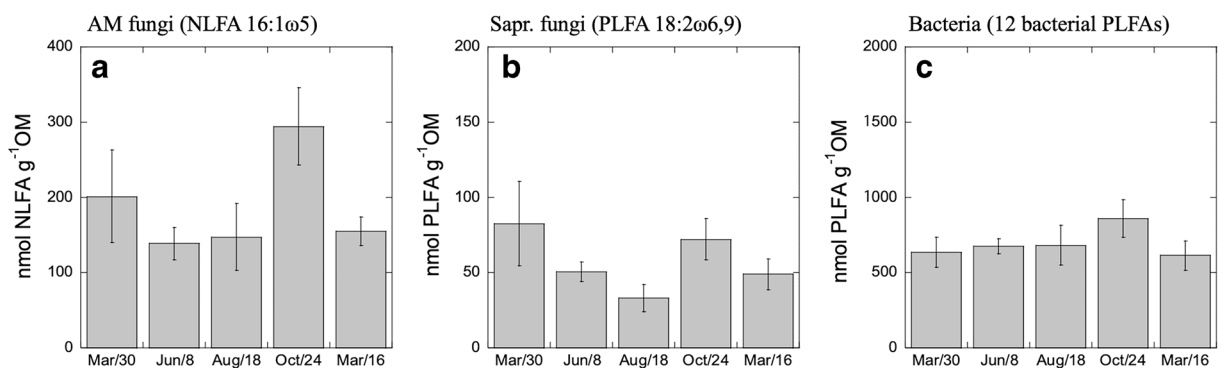 AM fungi (NLFA 16:1ω5)
a
nmol NLFA g⁻¹OM
400
300
200
100
0
Mar/30 Jun/8 Aug/18 Oct/24 Mar/16
Sapr. fungi (PLFA 18:2ω6,9)
b
nmol PLFA g⁻¹OM
200
150
100
50
0
Mar/30 Jun/8 Aug/18 Oct/24 Mar/16
Bacteria (12 bacterial PLFAs)
c
nmol PLFA g⁻¹OM
2000
1500
1000
500
0
Mar/30 Jun/8 Aug/18 Oct/24 Mar/16